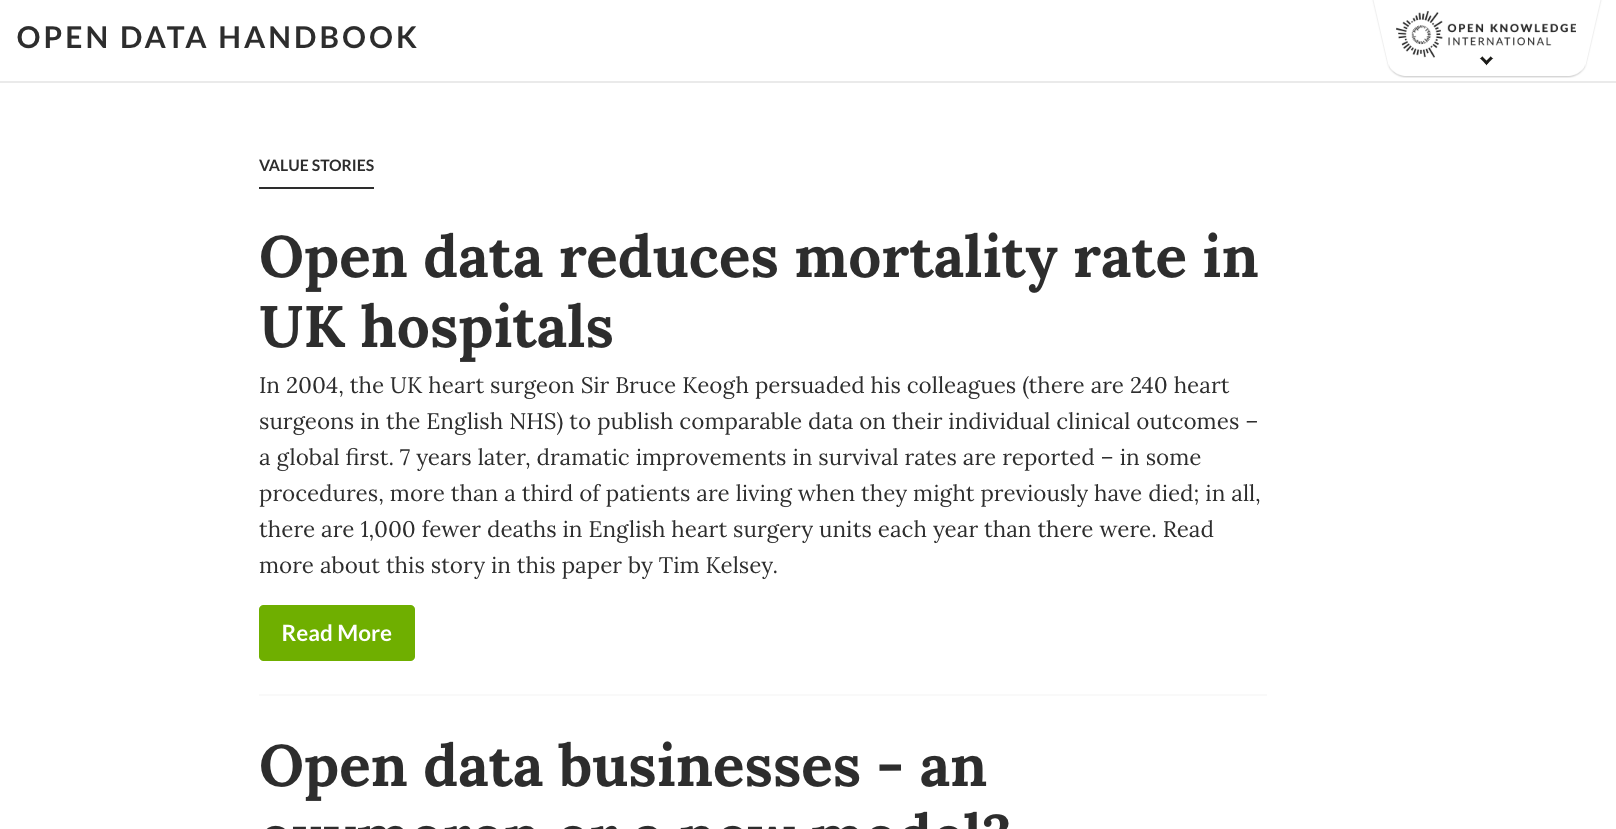 OPEN DATA HANDBOOK
OPEN KNOWLEDGE
INTERNATIONAL
VALUE STORIES
Open data reduces mortality rate in
UK hospitals
In 2004, the UK heart surgeon Sir Bruce Keogh persuaded his colleagues (there are 240 heart
surgeons in the English NHS) to publish comparable data on their individual clinical outcomes –
a global first. 7 years later, dramatic improvements in survival rates are reported – in some
procedures, more than a third of patients are living when they might previously have died; in all,
there are 1,000 fewer deaths in English heart surgery units each year than there were. Read
more about this story in this paper by Tim Kelsey.
Read More
Open data businesses - an
oxymoron or a new model?